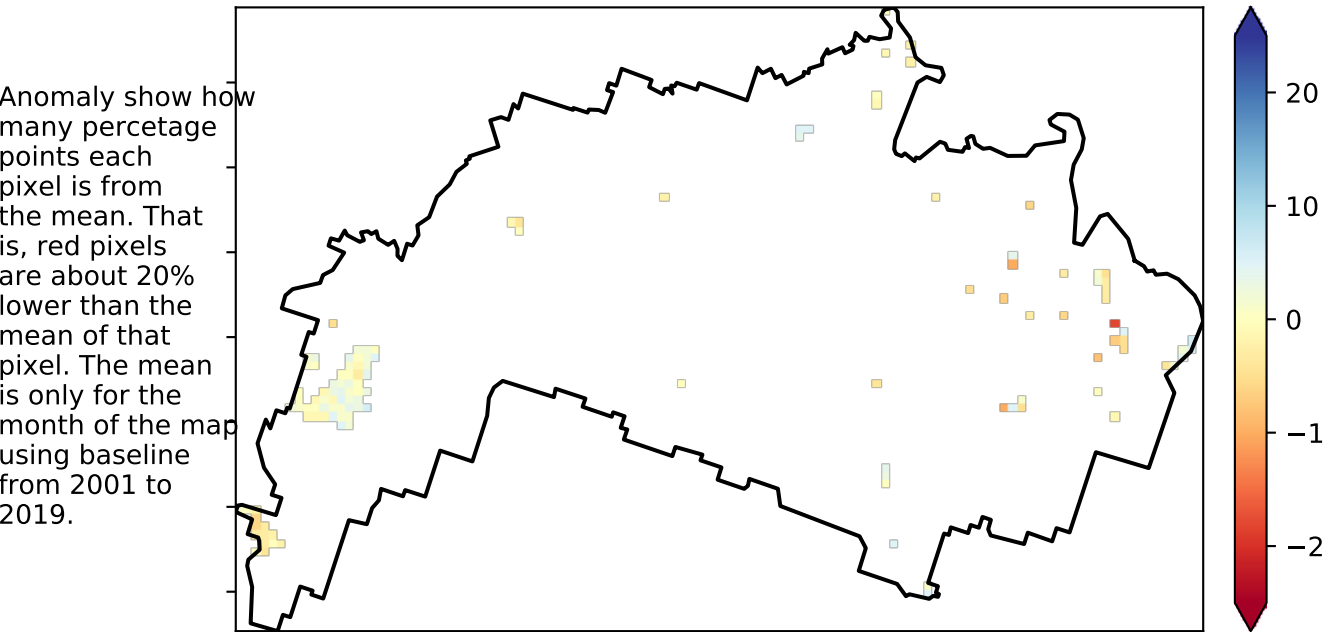 Anomaly show how
many percetage
points each
pixel is from
the mean. That
is, red pixels
are about 20%
lower than the
mean of that
pixel. The mean
is only for the
month of the map
using baseline
from 2001 to
2019.
20
10
0
−1
−2